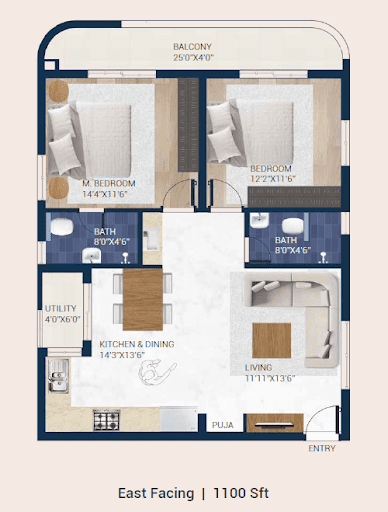 BALCONY
25'0"X4'0"
M. BEDROOM
14'4"X11'6"
BEDROOM
12'2"X11'6"
BATH
8'0"X4'6"
BATH
8'0"X4'6"
UTILITY
4'0"X6'0"
KITCHEN & DINING
14'3"X13'6"
LIVING
11'11"X13'6"
PUJA
ENTRY
East Facing | 1100 Sft